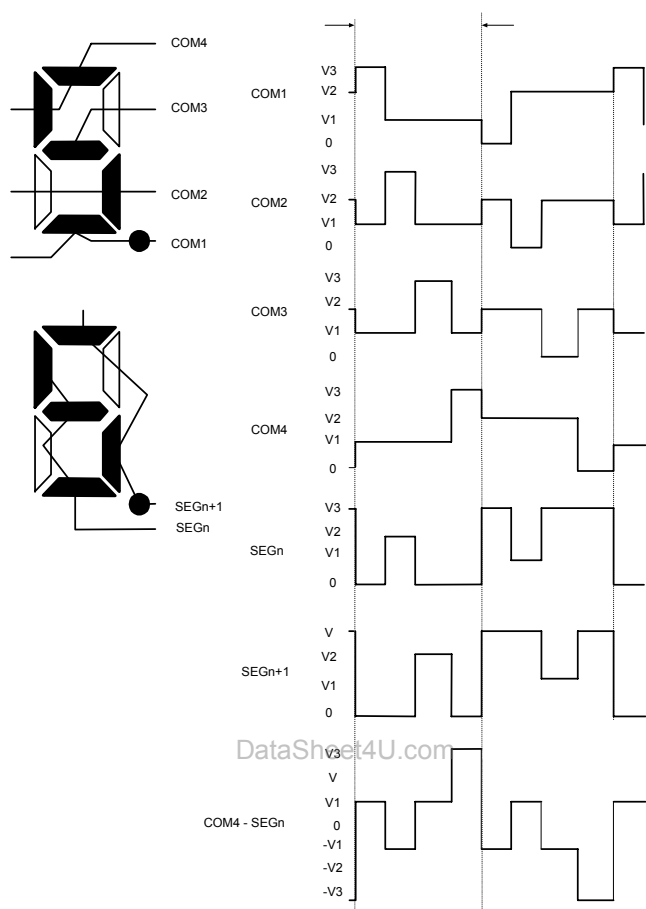 COM4
COM3
COM2
COM1
SEGn+1
SEGn
COM1
V3
V2
V1
0
COM2
V3
V2
V1
0
COM3
V3
V2
V1
0
COM4
V3
V2
V1
0
SEGn
V3
V2
V1
0
SEGn+1
V
V2
V1
0
DataSheet4U.com
COM4 - SEGn
V3
V
V1
0
-V1
-V2
-V3